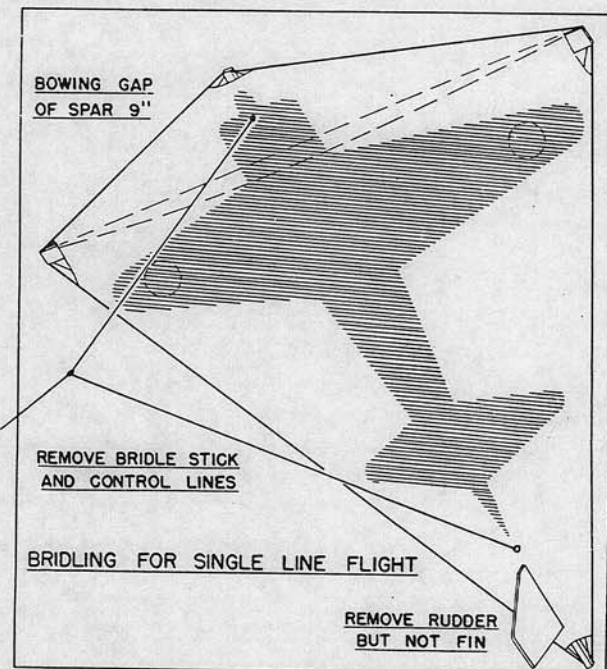 BOWING GAP
OF SPAR 9"
REMOVE BRIDLE STICK
AND CONTROL LINES
BRIDLING FOR SINGLE LINE FLIGHT
REMOVE RUDDER
BUT NOT FIN